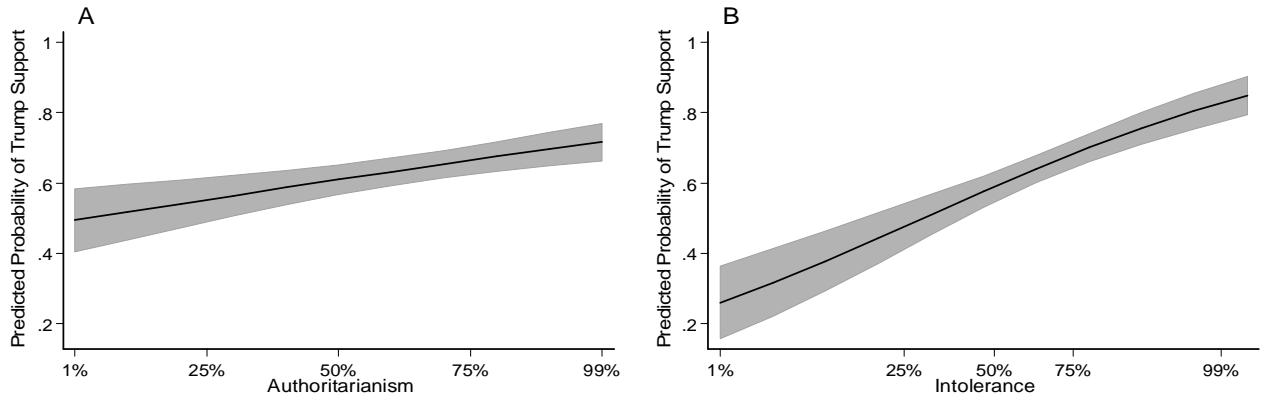 A
Predicted Probability of Trump Support
1
.8
.6
.4
.2
1% 25% 50% 75% 99%
Authoritarianism
B
Predicted Probability of Trump Support
1
.8
.6
.4
.2
1% 25% 50% 75% 99%
Intolerance